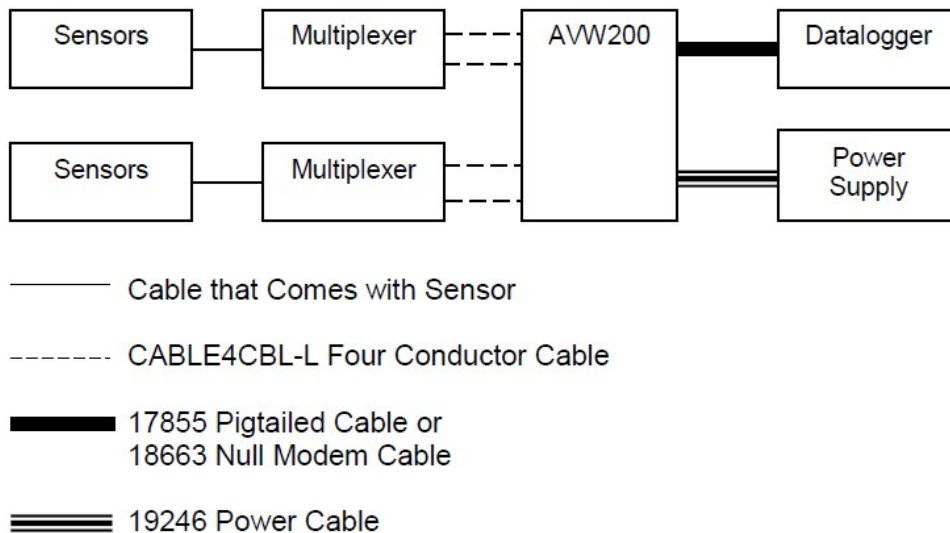 Sensors
Multiplexer
AVW200
Datalogger
Sensors
Multiplexer
Power
Supply
Cable that Comes with Sensor
CABLE4CBL-L Four Conductor Cable
17855 Pigtailed Cable or
18663 Null Modem Cable
19246 Power Cable